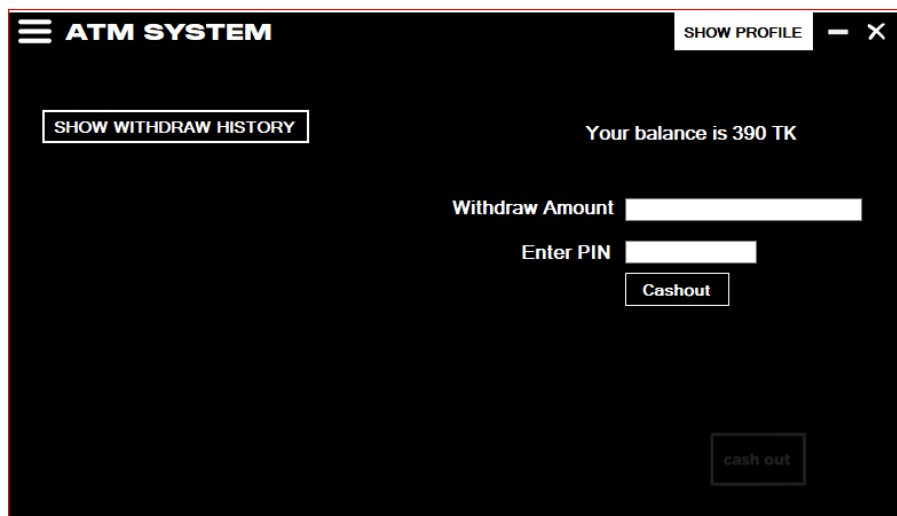 ATM SYSTEM
SHOW PROFILE
SHOW WITHDRAW HISTORY
Your balance is 390 TK
Withdraw Amount
Enter PIN
Cashout
cash out